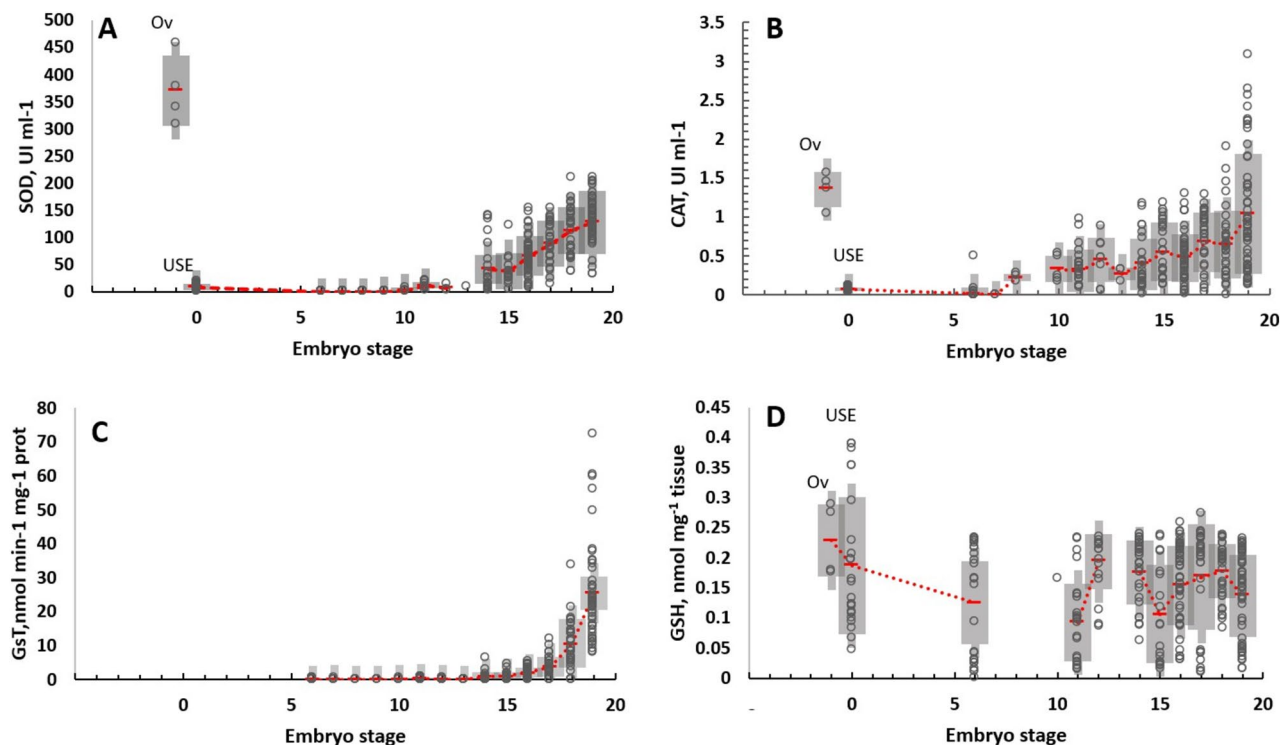 A
Ov
USE
SOD, UI ml-1
500
450
400
350
300
250
200
150
100
50
0
0 5 10 15 20
Embryo stage
B
Ov
USE
CAT, UI ml-1
3.5
3
2.5
2
1.5
1
0.5
0
0 5 10 15 20
Embryo stage
C
GsT,nmol min-1 mg-1 prot
80
70
60
50
40
30
20
10
0
0 5 10 15 20
Embryo stage
D
USE
Ov
GSH, nmol mg⁻¹ tissue
0.45
0.4
0.35
0.3
0.25
0.2
0.15
0.1
0.05
0
0 5 10 15 20
Embryo stage